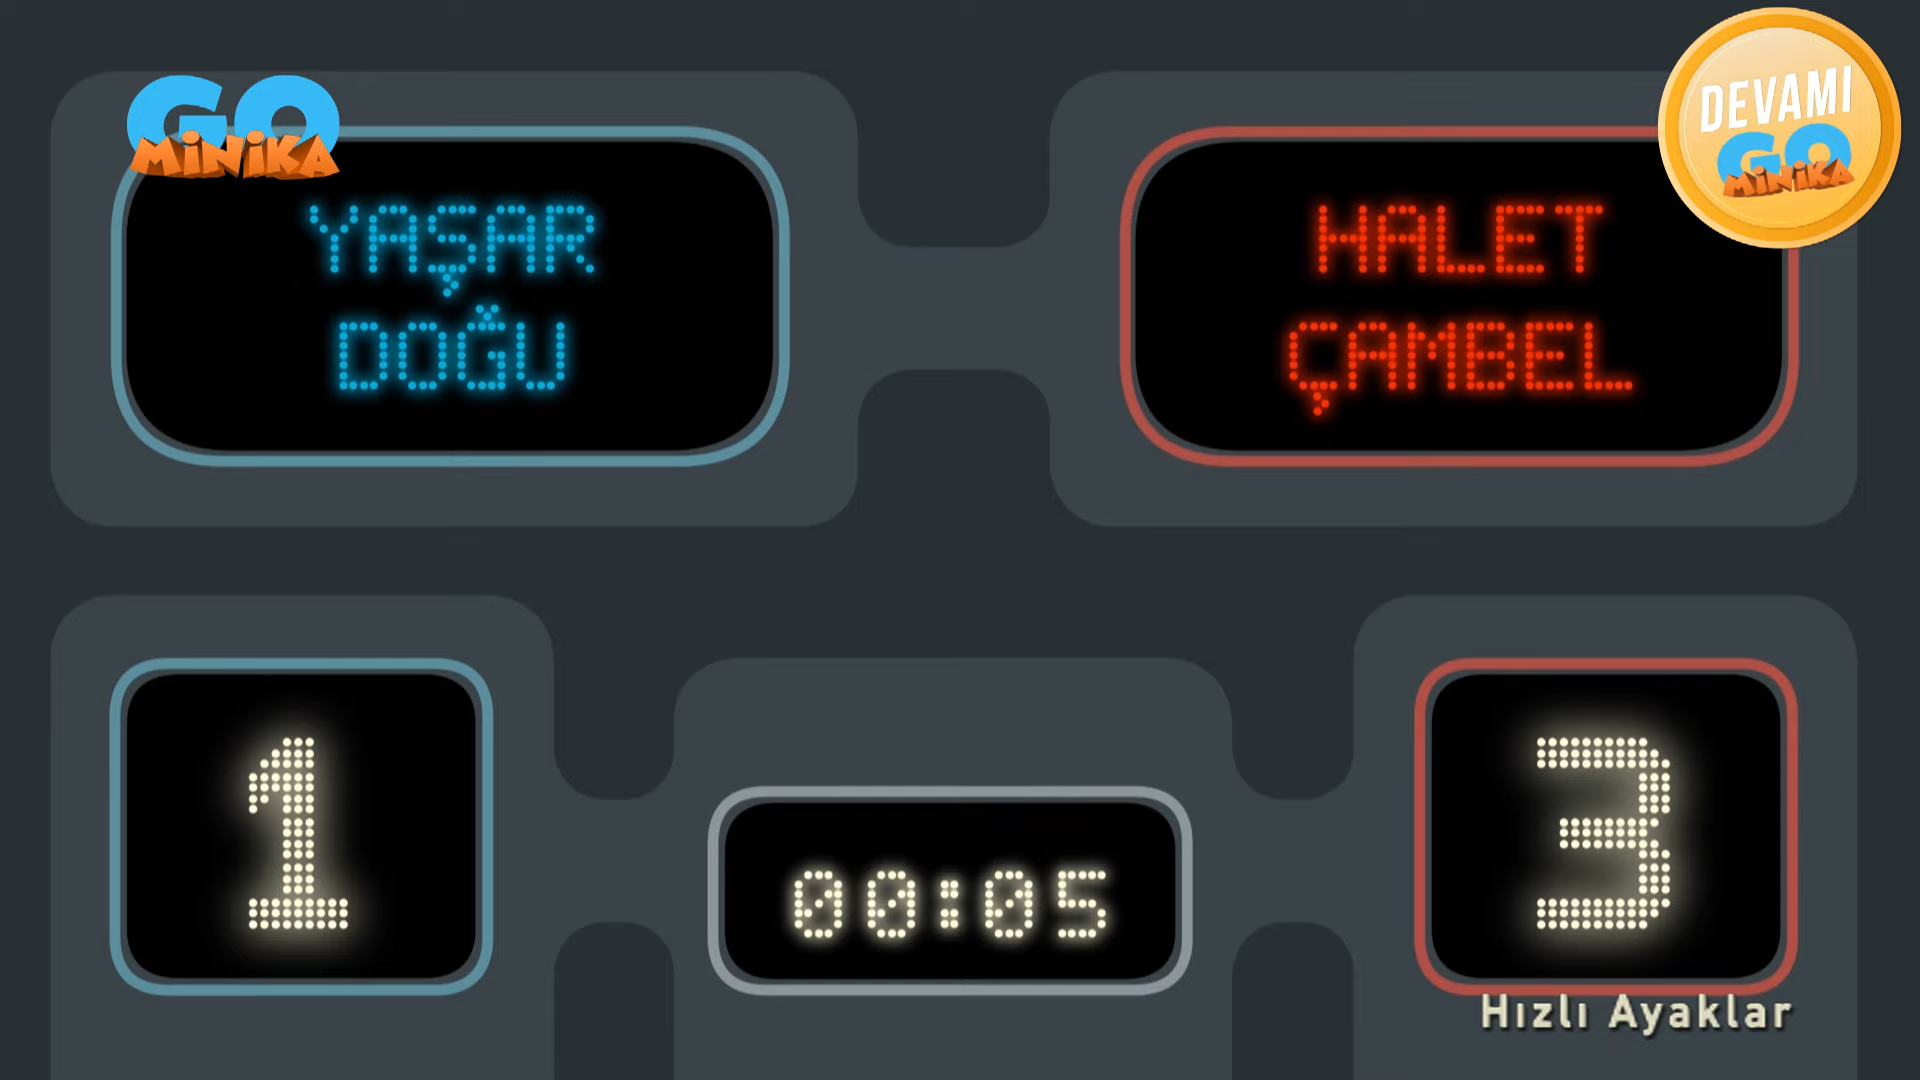 GO
MİNİKA
DEVAMI
GO
MİNİKA
YAŞAR
DOĞU
HALET
ÇAMBEL
1
00:05
3
Hızlı Ayaklar